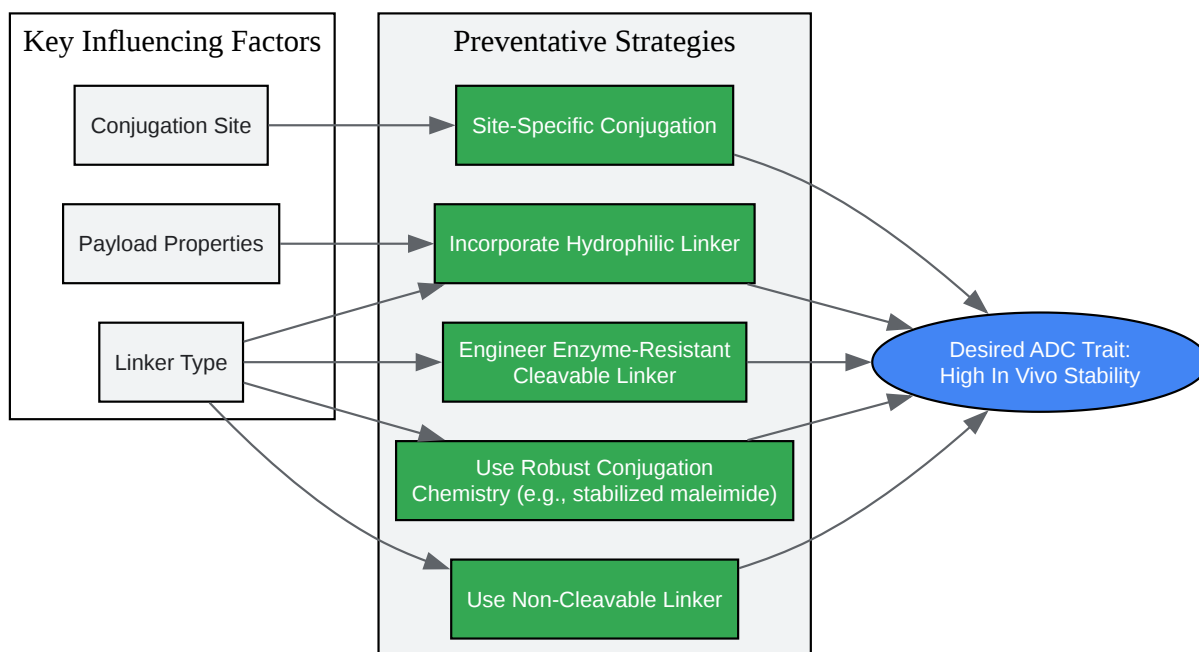 Key Influencing Factors
Conjugation Site
Payload Properties
Linker Type
Preventative Strategies
Site-Specific Conjugation
Incorporate Hydrophilic Linker
Engineer Enzyme-Resistant
Cleavable Linker
Use Robust Conjugation
Chemistry (e.g., stabilized maleimide)
Use Non-Cleavable Linker
Desired ADC Trait:
High In Vivo Stability